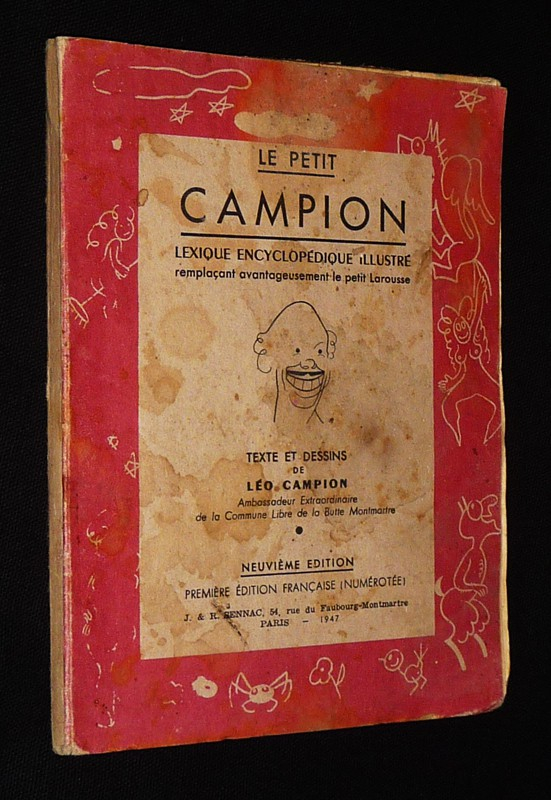 LE PETIT
CAMPION
LEXIQUE ENCYCLOPÉDIQUE ILLUSTRÉ
remplaçant avantageusement le petit Larousse
TEXTE ET DESSINS
DE
LÉO CAMPION
Ambassadeur Extraordinaire
de la Commune Libre de la Butte Montmartre
NEUVIÈME EDITION
PREMIÈRE ÉDITION FRANÇAISE (NUMÉROTÉE)
J. & R. SENNAC, 54, rue du Faubourg-Montmartre
PARIS - 1947